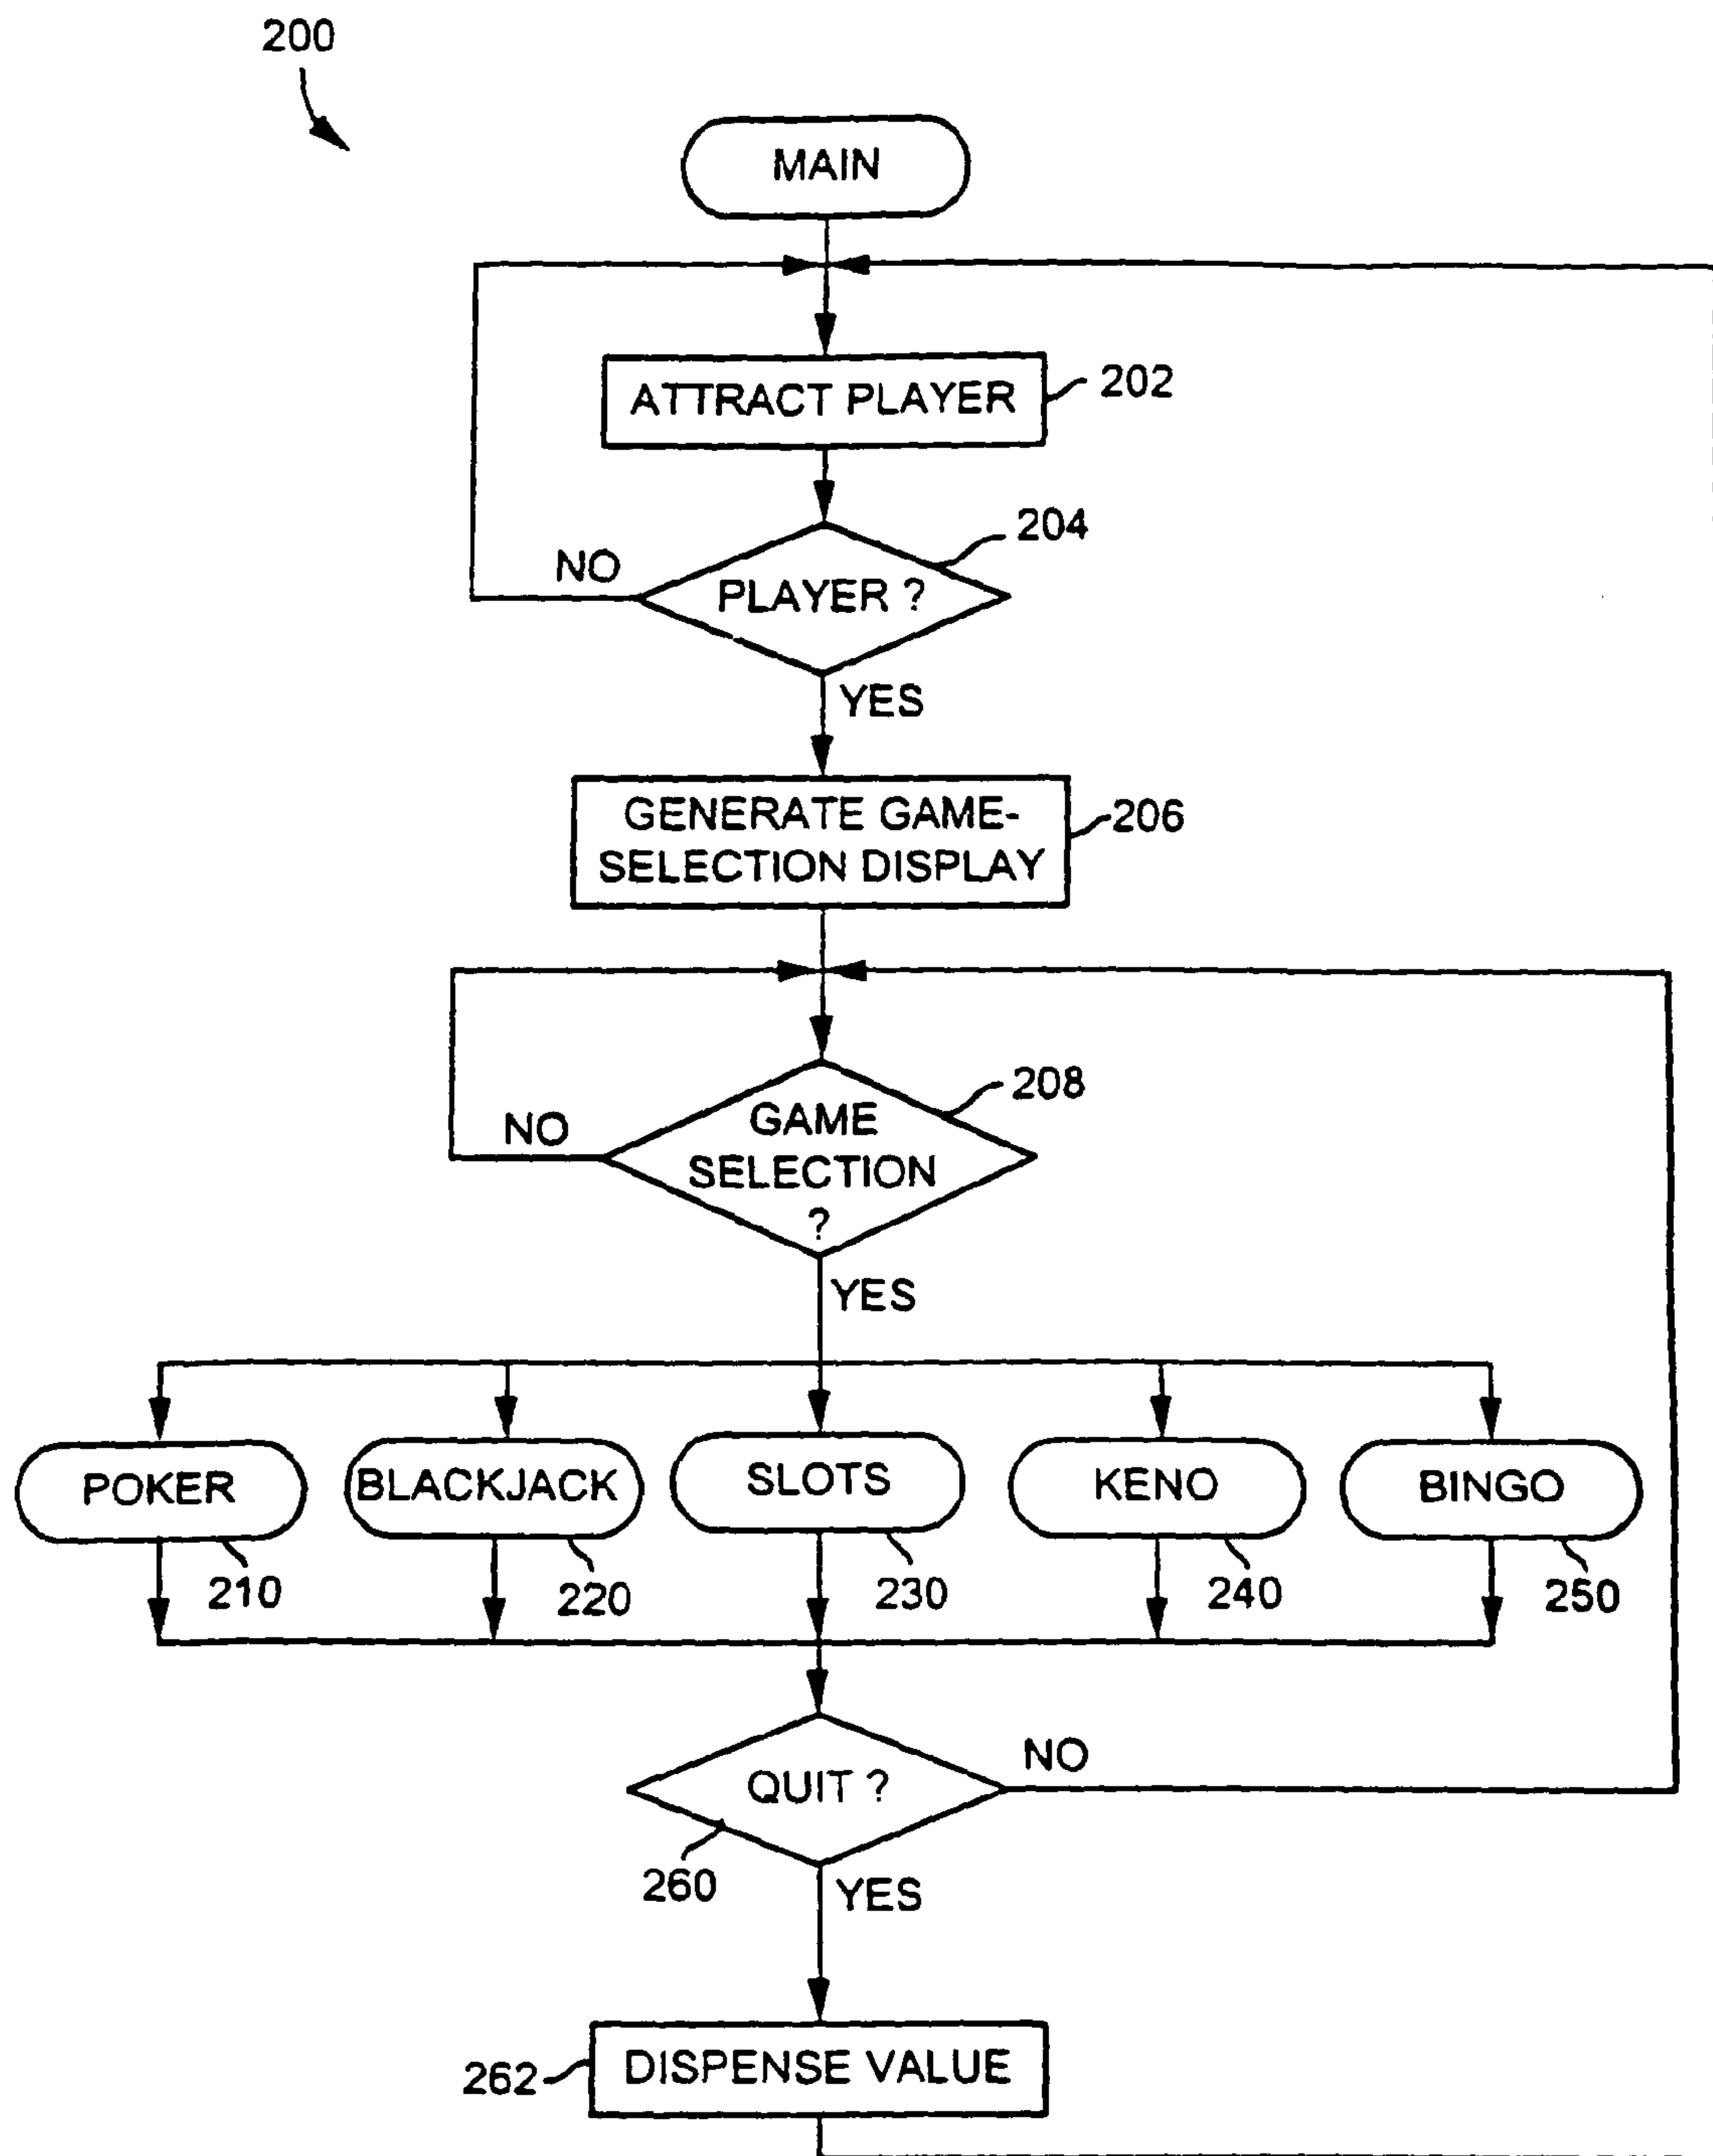 200
MAIN
ATTRACT PLAYER
202
204
NO
PLAYER ?
YES
GENERATE GAME-
SELECTION DISPLAY
206
208
NO
GAME
SELECTION
?
YES
POKER
BLACKJACK
SLOTS
KENO
BINGO
210
220
230
240
250
QUIT ?
NO
260
YES
DISPENSE VALUE
262